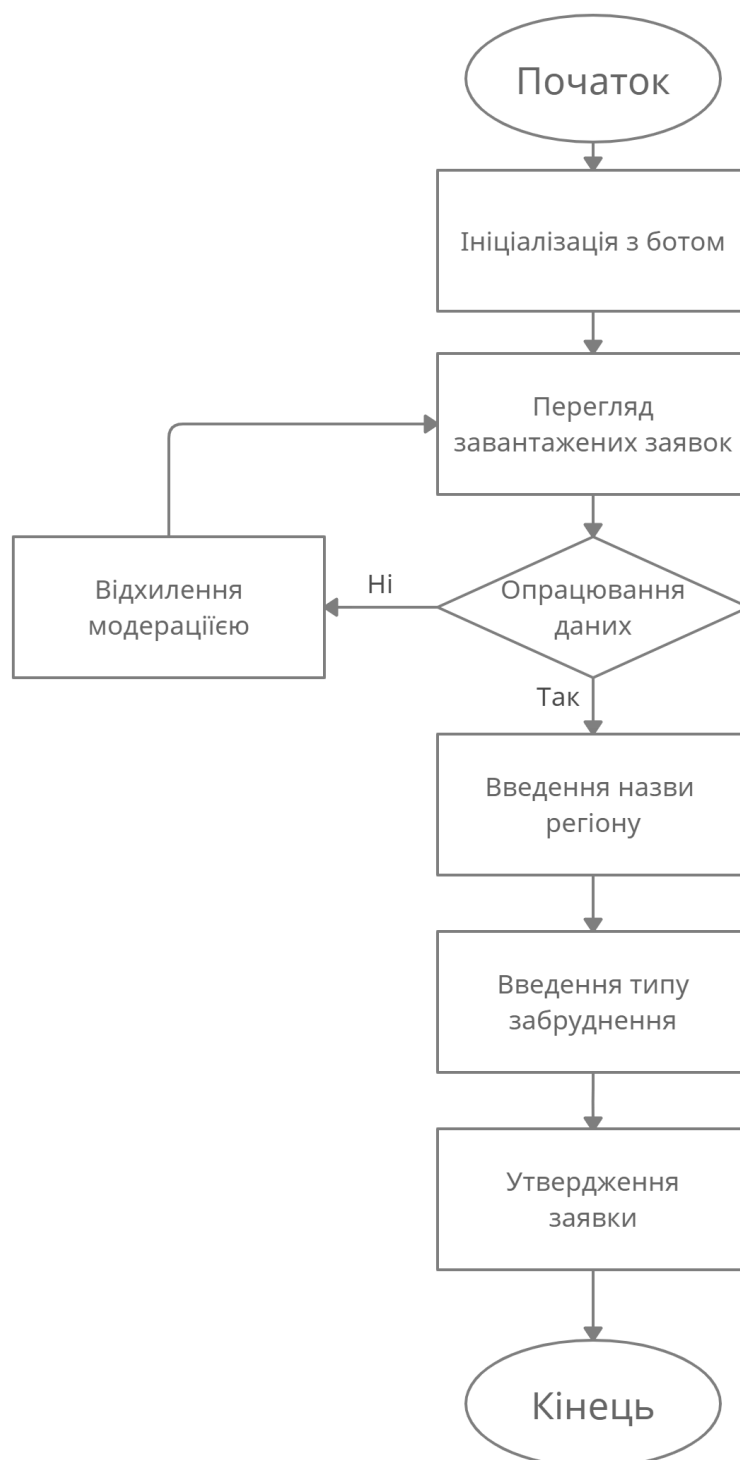 Початок
Ініціалізація з ботом
Перегляд
завантажених заявок
Відхилення
модераціїєю
Ні
Опрацювання
даних
Так
Введення назви
регіону
Введення типу
забруднення
Утвердження
заявки
Кінець